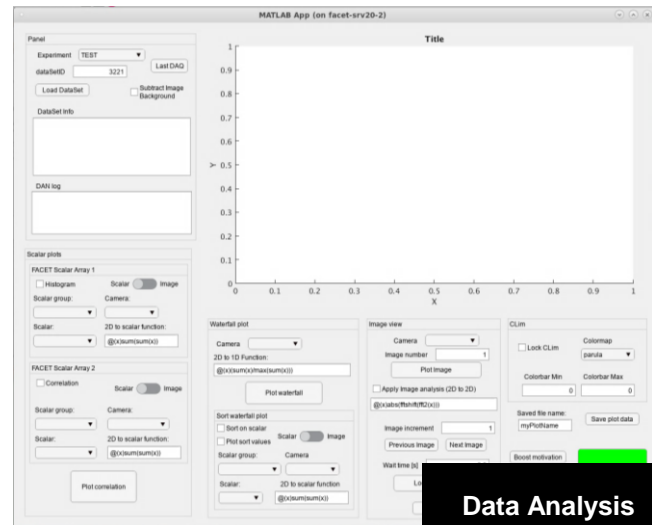 MATLAB App (on facet-srv20-2)
Panel
Experiment TEST
dataSetID 3221 Last DAQ
Load DataSet Subtract Image
Background
DataSet Info
DAN log
Title
1
0.9
0.8
0.7
0.6
Y 0.5
0.4
0.3
0.2
0.1
0
0 0.1 0.2 0.3 0.4 0.5 0.6 0.7 0.8 0.9 1
X
Scalar plots
FACET Scalar Array 1
Histogram Scalar Image
Scalar group: Camera:
Scalar: 2D to scalar function:
@(x)sum(sum(x))
FACET Scalar Array 2
Correlation Scalar Image
Scalar group: Camera:
Scalar: 2D to scalar function:
@(x)sum(sum(x))
Plot correlation
Waterfall plot
Camera
2D to 1D Function:
@(x)(sum(x)/max(sum(x)))
Plot waterfall
Sort waterfall plot
Sort on scalar
Plot sort values Scalar Image
Scalar group: Camera
Scalar: 2D to scalar function
@(x)sum(sum(x))
Image view
Camera
Image number 1
Plot Image
Apply Image analysis (2D to 2D)
@(x)abs(fftshift(fft2(x)))
Image increment 1
Previous Image Next Image
Wait time [s]
CLim
Lock CLim Colormap
parula
Colorbar Min Colorbar Max
0 0
Saved file name:
myPlotName Save plot data
Boost motivation
Data Analysis